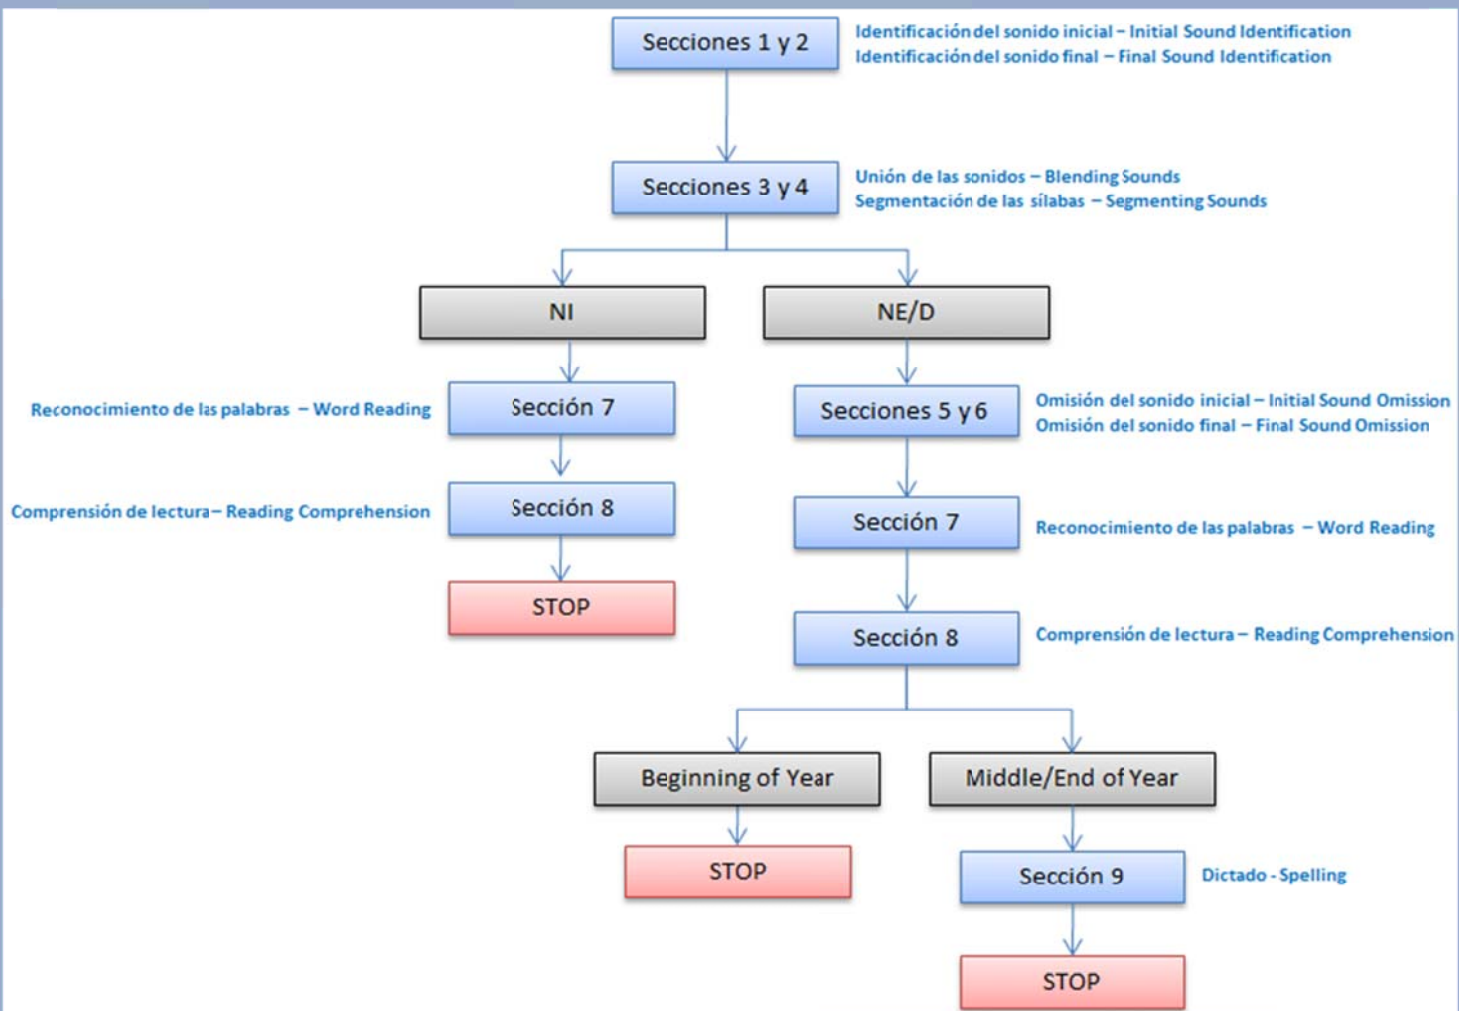 Secciones 1 y 2
Identificación del sonido inicial – Initial Sound Identification
Identificación del sonido final – Final Sound Identification
Secciones 3 y 4
Unión de las sonidos – Blending Sounds
Segmentación de las sílabas – Segmenting Sounds
NI
NE/D
Reconocimiento de las palabras – Word Reading
Sección 7
Secciones 5 y 6
Omisión del sonido inicial – Initial Sound Omission
Omisión del sonido final – Final Sound Omission
Comprensión de lectura– Reading Comprehension
Sección 8
Sección 7
Reconocimiento de las palabras – Word Reading
STOP
Sección 8
Comprensión de lectura – Reading Comprehension
Beginning of Year
Middle/End of Year
STOP
Sección 9
Dictado - Spelling
STOP